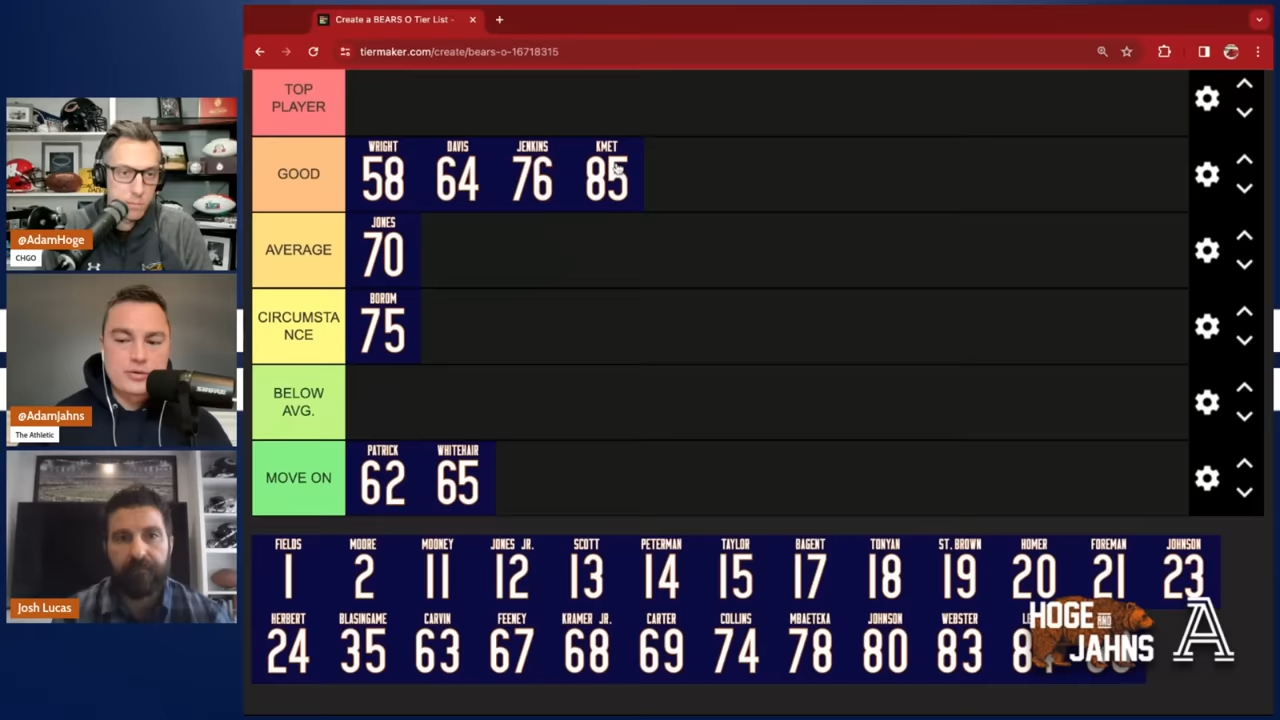 Create a BEARS O Tier List -
tiermaker.com/create/bears-o-16718315
TOP
PLAYER
GOOD
WRIGHT DAVIS JENKINS KMET
58 64 76 85
AVERAGE
JONES
70
CIRCUMSTA
NCE
BOROM
75
BELOW
AVG.
MOVE ON
PATRICK WHITEHAIR
62 65
FIELDS MOORE MOONEY JONES JR. SCOTT PETERMAN TAYLOR BAGENT TONYAN ST. BROWN HOMER FOREMAN JOHNSON
1 2 11 12 13 14 15 17 18 19 20 21 23
HERBERT BLASINGAME CARVIN FEENEY KRAMER JR. CARTER COLLINS MBAETEKA JOHNSON WEBSTER
24 35 63 67 68 69 74 78 80 83
@AdamHoge
CHGO
SHURE
@AdamJahns
The Athletic
Josh Lucas
HOGE AND
JAHNS
A